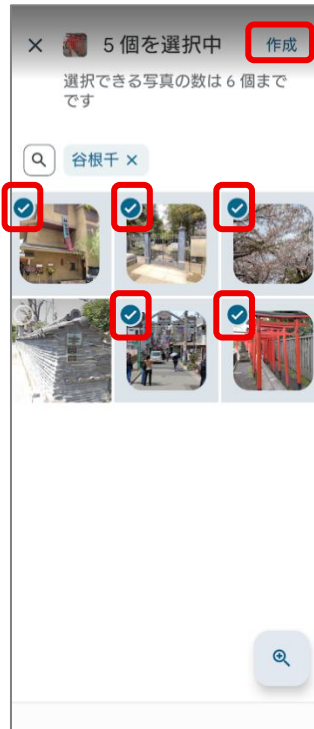 × 5個を選択中 作成
選択できる写真の数は6個まで
です
谷根千 ×